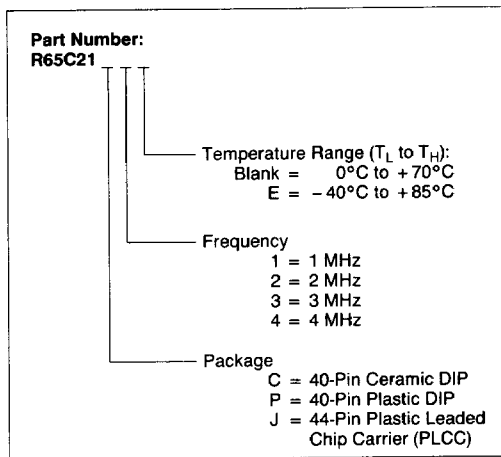 Part Number:
R65C21
Temperature Range (TL to TH):
Blank = 0°C to +70°C
E = −40°C to +85°C
Frequency
1 = 1 MHz
2 = 2 MHz
3 = 3 MHz
4 = 4 MHz
Package
C = 40-Pin Ceramic DIP
P = 40-Pin Plastic DIP
J = 44-Pin Plastic Leaded
Chip Carrier (PLCC)